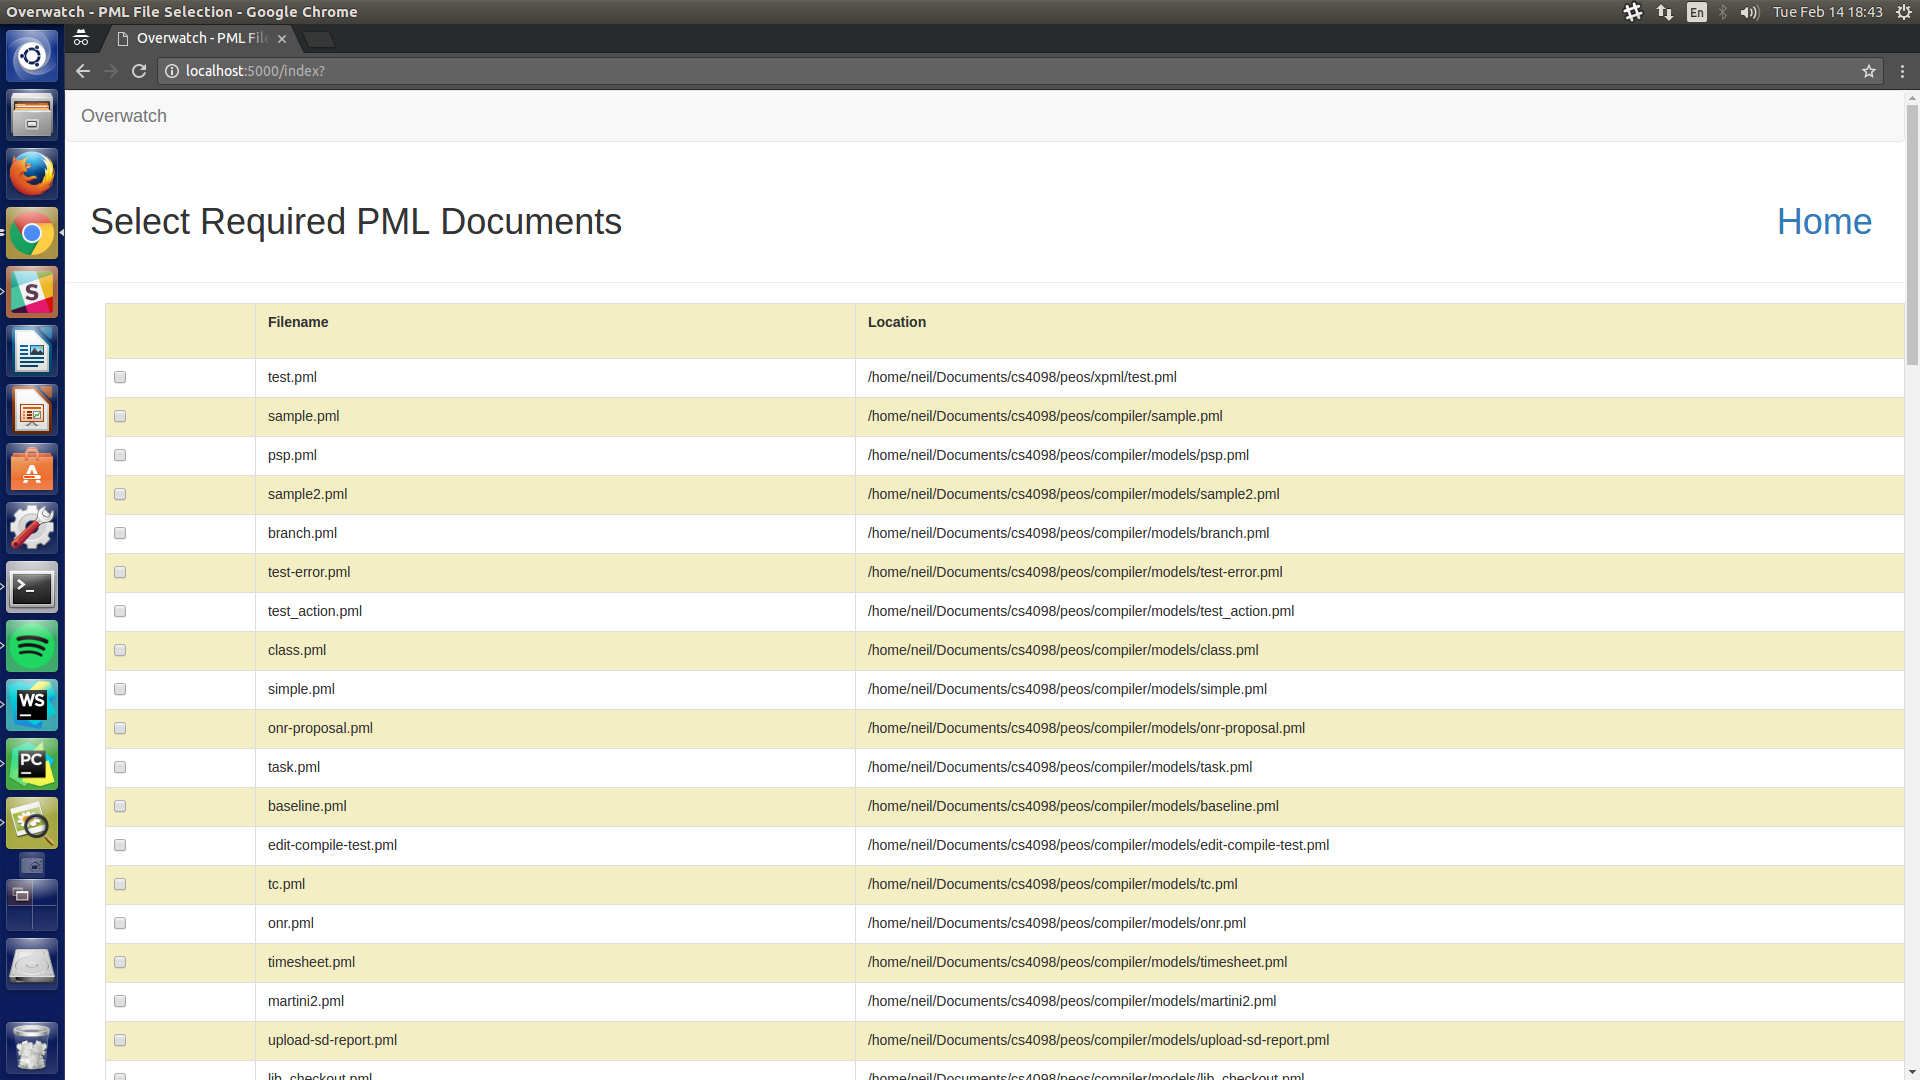 Overwatch - PML File Selection - Google Chrome
En
Tue Feb 14 18:43
Overwatch - PML Fil
localhost:5000/index?
Overwatch
Select Required PML Documents
Home
Filename Location
test.pml /home/neil/Documents/cs4098/peos/xpml/test.pml
sample.pml /home/neil/Documents/cs4098/peos/compiler/sample.pml
psp.pml /home/neil/Documents/cs4098/peos/compiler/models/psp.pml
sample2.pml /home/neil/Documents/cs4098/peos/compiler/models/sample2.pml
branch.pml /home/neil/Documents/cs4098/peos/compiler/models/branch.pml
test-error.pml /home/neil/Documents/cs4098/peos/compiler/models/test-error.pml
test_action.pml /home/neil/Documents/cs4098/peos/compiler/models/test_action.pml
class.pml /home/neil/Documents/cs4098/peos/compiler/models/class.pml
simple.pml /home/neil/Documents/cs4098/peos/compiler/models/simple.pml
onr-proposal.pml /home/neil/Documents/cs4098/peos/compiler/models/onr-proposal.pml
task.pml /home/neil/Documents/cs4098/peos/compiler/models/task.pml
baseline.pml /home/neil/Documents/cs4098/peos/compiler/models/baseline.pml
edit-compile-test.pml /home/neil/Documents/cs4098/peos/compiler/models/edit-compile-test.pml
tc.pml /home/neil/Documents/cs4098/peos/compiler/models/tc.pml
onr.pml /home/neil/Documents/cs4098/peos/compiler/models/onr.pml
timesheet.pml /home/neil/Documents/cs4098/peos/compiler/models/timesheet.pml
martini2.pml /home/neil/Documents/cs4098/peos/compiler/models/martini2.pml
upload-sd-report.pml /home/neil/Documents/cs4098/peos/compiler/models/upload-sd-report.pml
lib_checkout.pml /home/neil/Documents/cs4098/peos/compiler/models/lib_checkout.pml
S
A
WS
PC